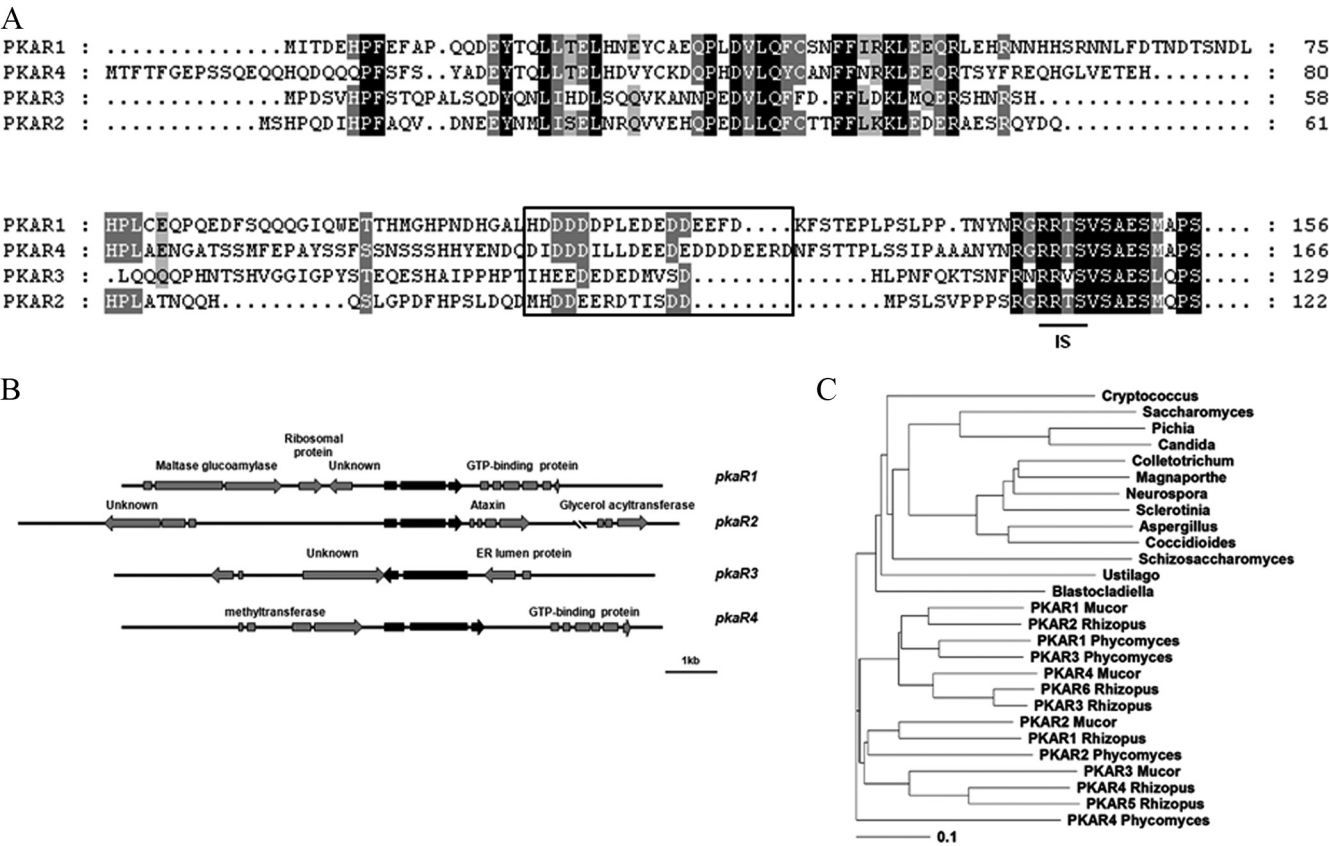 A
PKAR1 : ..............MITDEHPFEFAP.QQDEYTQLLTELHNEYCAEQPLDVLQFCSNFFIRKLEEQRLEHRNNHHSRNNLFDTNDTSNDL : 75
PKAR4 : MTFTFGEPSSQEQQHQDQQQPFSFS..YADEYTQLLTELHDVYCKDQPHDVLQYCANFFNRKLEEQRTSYFREQHGLVETEH........ : 80
PKAR3 : ..............MPDSVHPFSTQPALSQDYQNLIHDLSQQVKANNPEDVLQFFD.FFLDKLMQERSHNRSH................. : 58
PKAR2 : ............MSHPQDIHPFAQV..DNEEYNMLISELNRQVVEHQPEDLLQFCTTFFLKKLEDERAESRQYDQ............... : 61
PKAR1 : HPLCEQPQEDFSQQQGIQWETTHMGHPNDHGALHDDDDDPLEDEDDEEFD....KFSTEPLPSLPP.TNYNRGRRTSVSAESMAPS.... : 156
PKAR4 : HPLAENGATSSMFEPAYSSFSSNSSSHHYENDQDIDDDILLDEEDEDDDDEERDNFSTTPLSSIPAAANYNRGRRTSVSAESMAPS.... : 166
PKAR3 : .LQQQQPHNTSHVGGIGPYSTEQESHAIPPHPTIHEEDEDEDMVSD..............HLPNFQKTSNFRNRRVSVSAESLQPS.... : 129
PKAR2 : HPLATNQQH..........QSLGPDFHPSLDQDMHDDEERDTISDD...............MPSLSVPPPSRGRRTSVSAESMQPS.... : 122
IS
B
Ribosomal
protein
Maltase glucoamylase Unknown GTP-binding protein
pkaR1
Unknown Ataxin Glycerol acyltransferase
pkaR2
Unknown ER lumen protein
pkaR3
methyltransferase GTP-binding protein
pkaR4
1kb
C
Cryptococcus
Saccharomyces
Pichia
Candida
Colletotrichum
Magnaporthe
Neurospora
Sclerotinia
Aspergillus
Coccidioides
Schizosaccharomyces
Ustilago
Blastocladiella
PKAR1 Mucor
PKAR2 Rhizopus
PKAR1 Phycomyces
PKAR3 Phycomyces
PKAR4 Mucor
PKAR6 Rhizopus
PKAR3 Rhizopus
PKAR2 Mucor
PKAR1 Rhizopus
PKAR2 Phycomyces
PKAR3 Mucor
PKAR4 Rhizopus
PKAR5 Rhizopus
PKAR4 Phycomyces
0.1